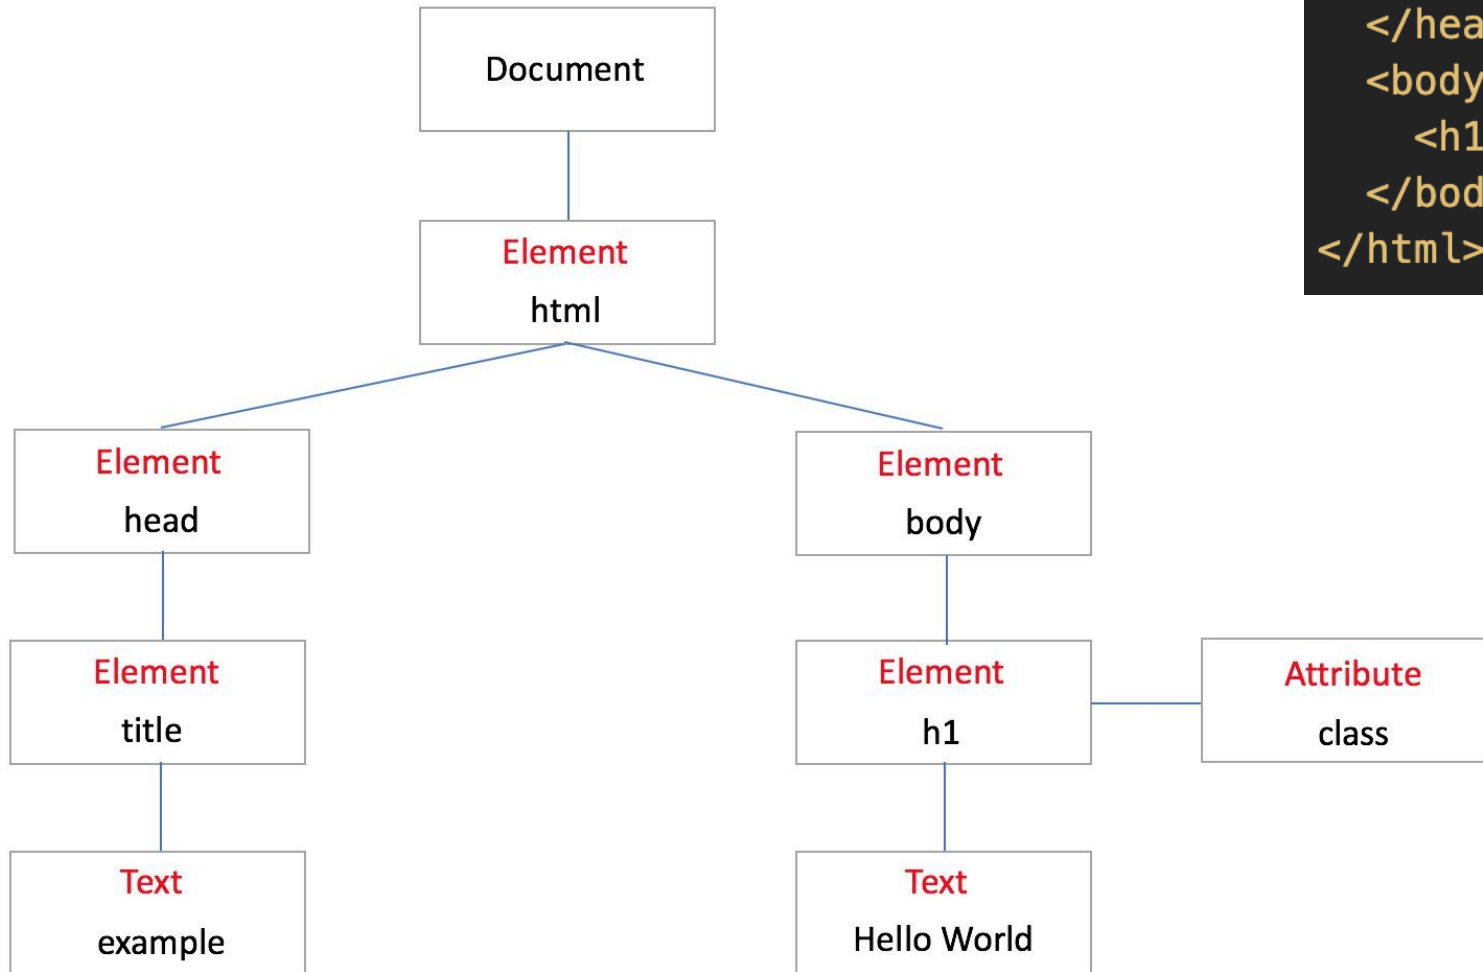 Document
Element
html
Element
head
Element
body
Element
title
Element
h1
Attribute
class
Text
example
Text
Hello World
</hea
<body
<h1
</bod
</html>